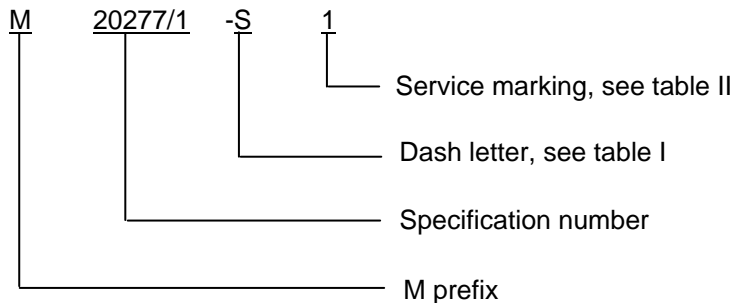 M 20277/1 -S 1
Service marking, see table II
Dash letter, see table I
Specification number
M prefix